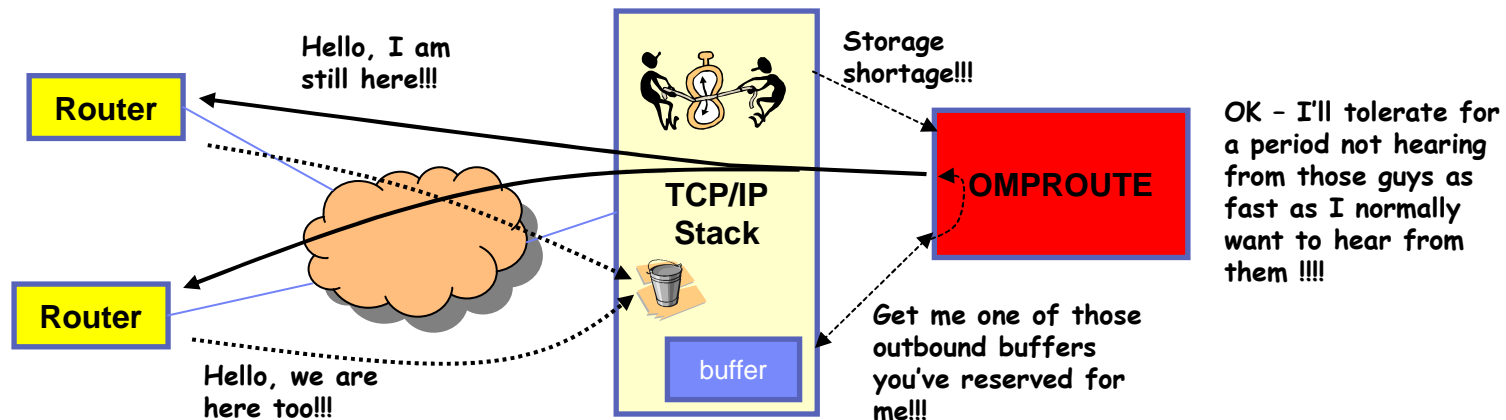 Hello, I am
still here!!!
Router
Router
Hello, we are
here too!!!
TCP/IP
Stack
buffer
Storage
shortage!!!
OMPROUTE
Get me one of those
outbound buffers
you've reserved for
me!!!
OK – I'll tolerate for
a period not hearing
from those guys as
fast as I normally
want to hear from
them !!!!